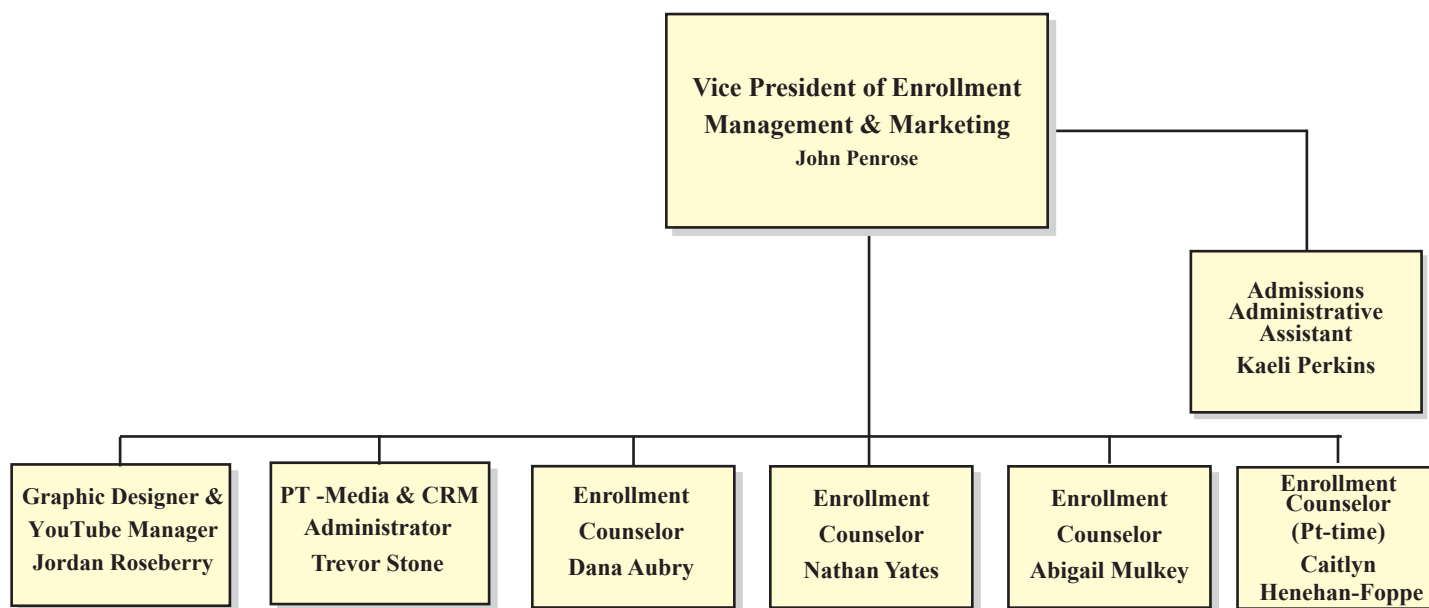 Vice President of Enrollment
Management & Marketing
John Penrose
Admissions
Administrative
Assistant
Kaeli Perkins
Graphic Designer &
YouTube Manager
Jordan Roseberry
PT -Media & CRM
Administrator
Trevor Stone
Enrollment
Counselor
Dana Aubry
Enrollment
Counselor
Nathan Yates
Enrollment
Counselor
Abigail Mulkey
Enrollment
Counselor
(Pt-time)
Caitlyn
Henehan-Foppe